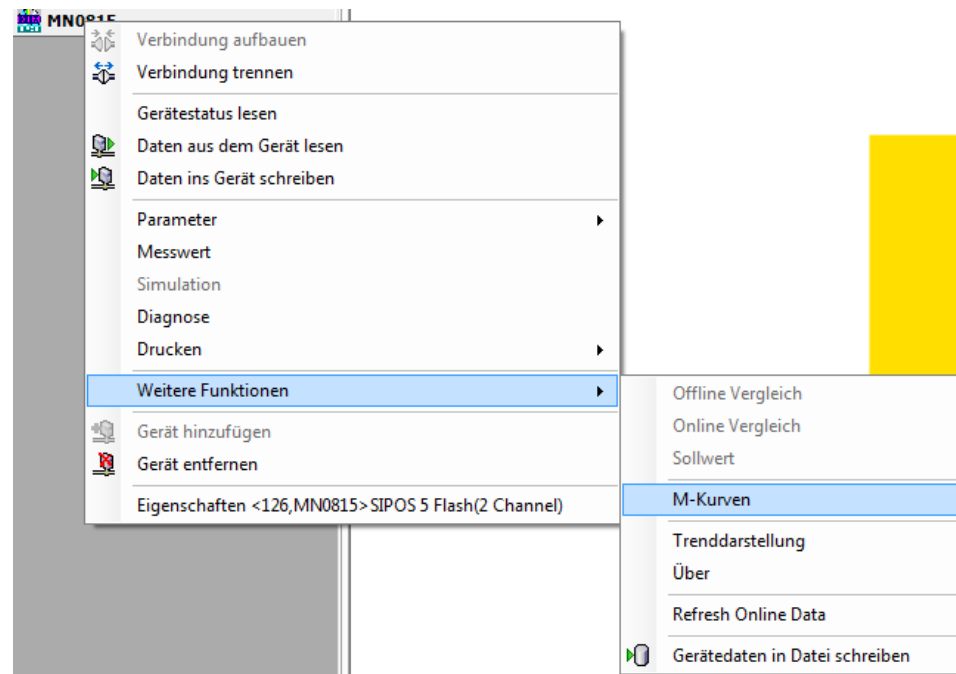 MN0815
Verbindung aufbauen
Verbindung trennen
Gerätestatus lesen
Daten aus dem Gerät lesen
Daten ins Gerät schreiben
Parameter
Messwert
Simulation
Diagnose
Drucken
Weitere Funktionen
Gerät hinzufügen
Gerät entfernen
Eigenschaften <126,MN0815>SIPOS 5 Flash(2 Channel)
Offline Vergleich
Online Vergleich
Sollwert
M-Kurven
Trenddarstellung
Über
Refresh Online Data
Gerätedaten in Datei schreiben